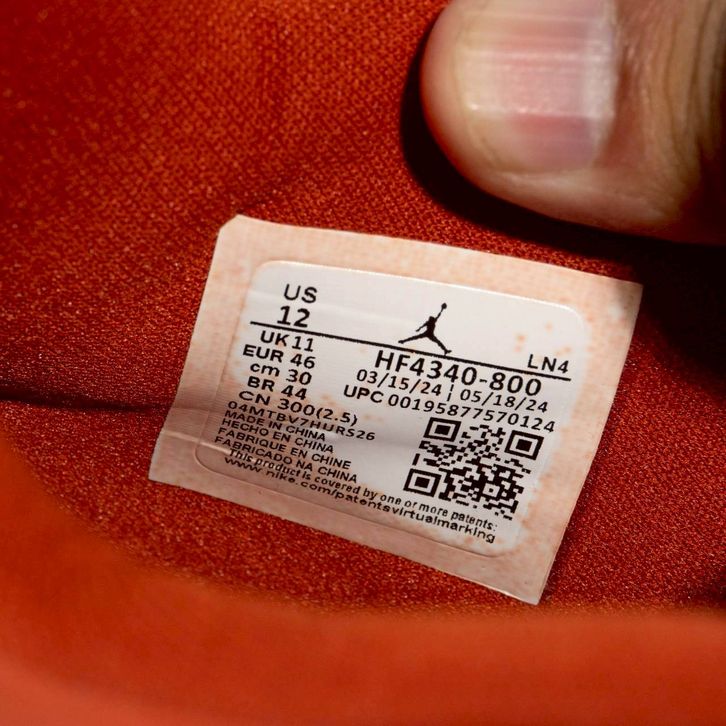 US
12
LN4
UK 11
EUR 46
cm 30
BR 44
CN 300(2.5)
HF4340-800
03/15/24 | 05/18/24
UPC 00195877570124
04MTBV7HURS26
MADE IN CHINA
HECHO EN CHINA
FABRIQUE EN CHINE
FABRICADO NA CHINA
This product is covered by one or more patents:
www.nike.com/patentsvirtualmarking